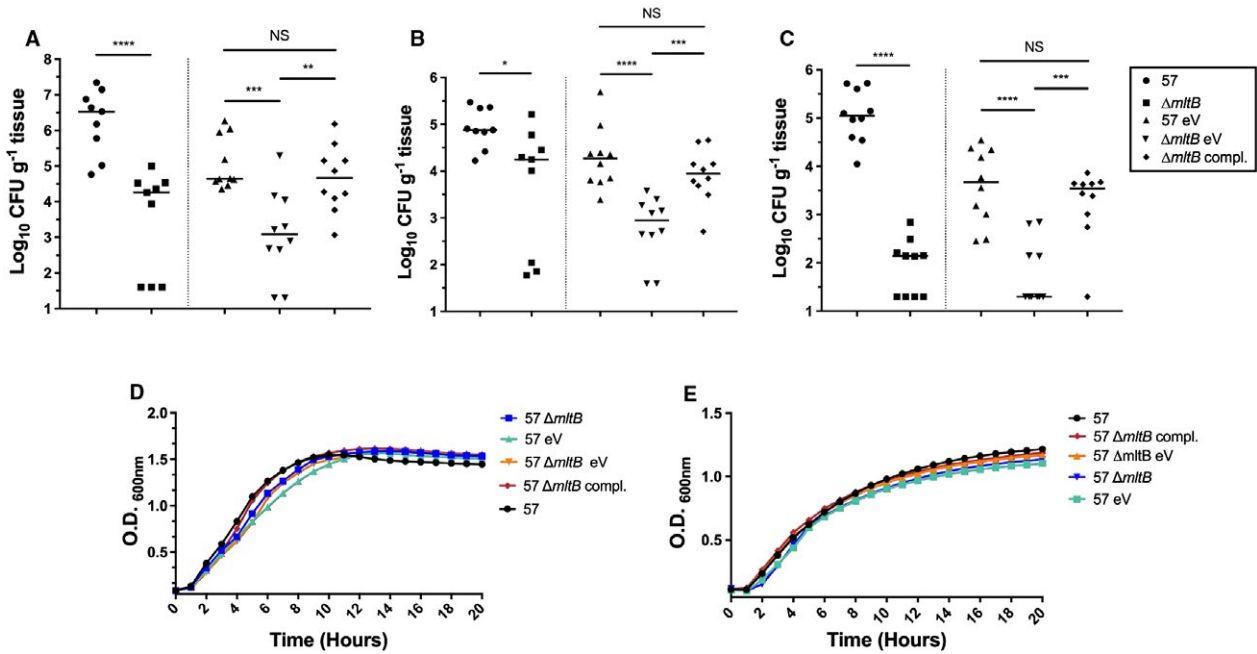 A
Log₁₀ CFU g⁻¹ tissue
8
7
6
5
4
3
2
1
****
NS
***
**
B
Log₁₀ CFU g⁻¹ tissue
6
5
4
3
2
1
*
NS
****
***
C
Log₁₀ CFU g⁻¹ tissue
6
5
4
3
2
1
****
NS
****
***
57
ΔmltB
57 eV
ΔmltB eV
ΔmltB compl.
D
O.D. 600nm
2.0
1.5
1.0
0.5
0 2 4 6 8 10 12 14 16 18 20
Time (Hours)
57 ΔmltB
57 eV
57 ΔmltB eV
57 ΔmltB compl.
57
E
O.D. 600nm
1.5
1.0
0.5
0 2 4 6 8 10 12 14 16 18 20
Time (Hours)
57
57 ΔmltB compl.
57 ΔmltB eV
57 ΔmltB
57 eV